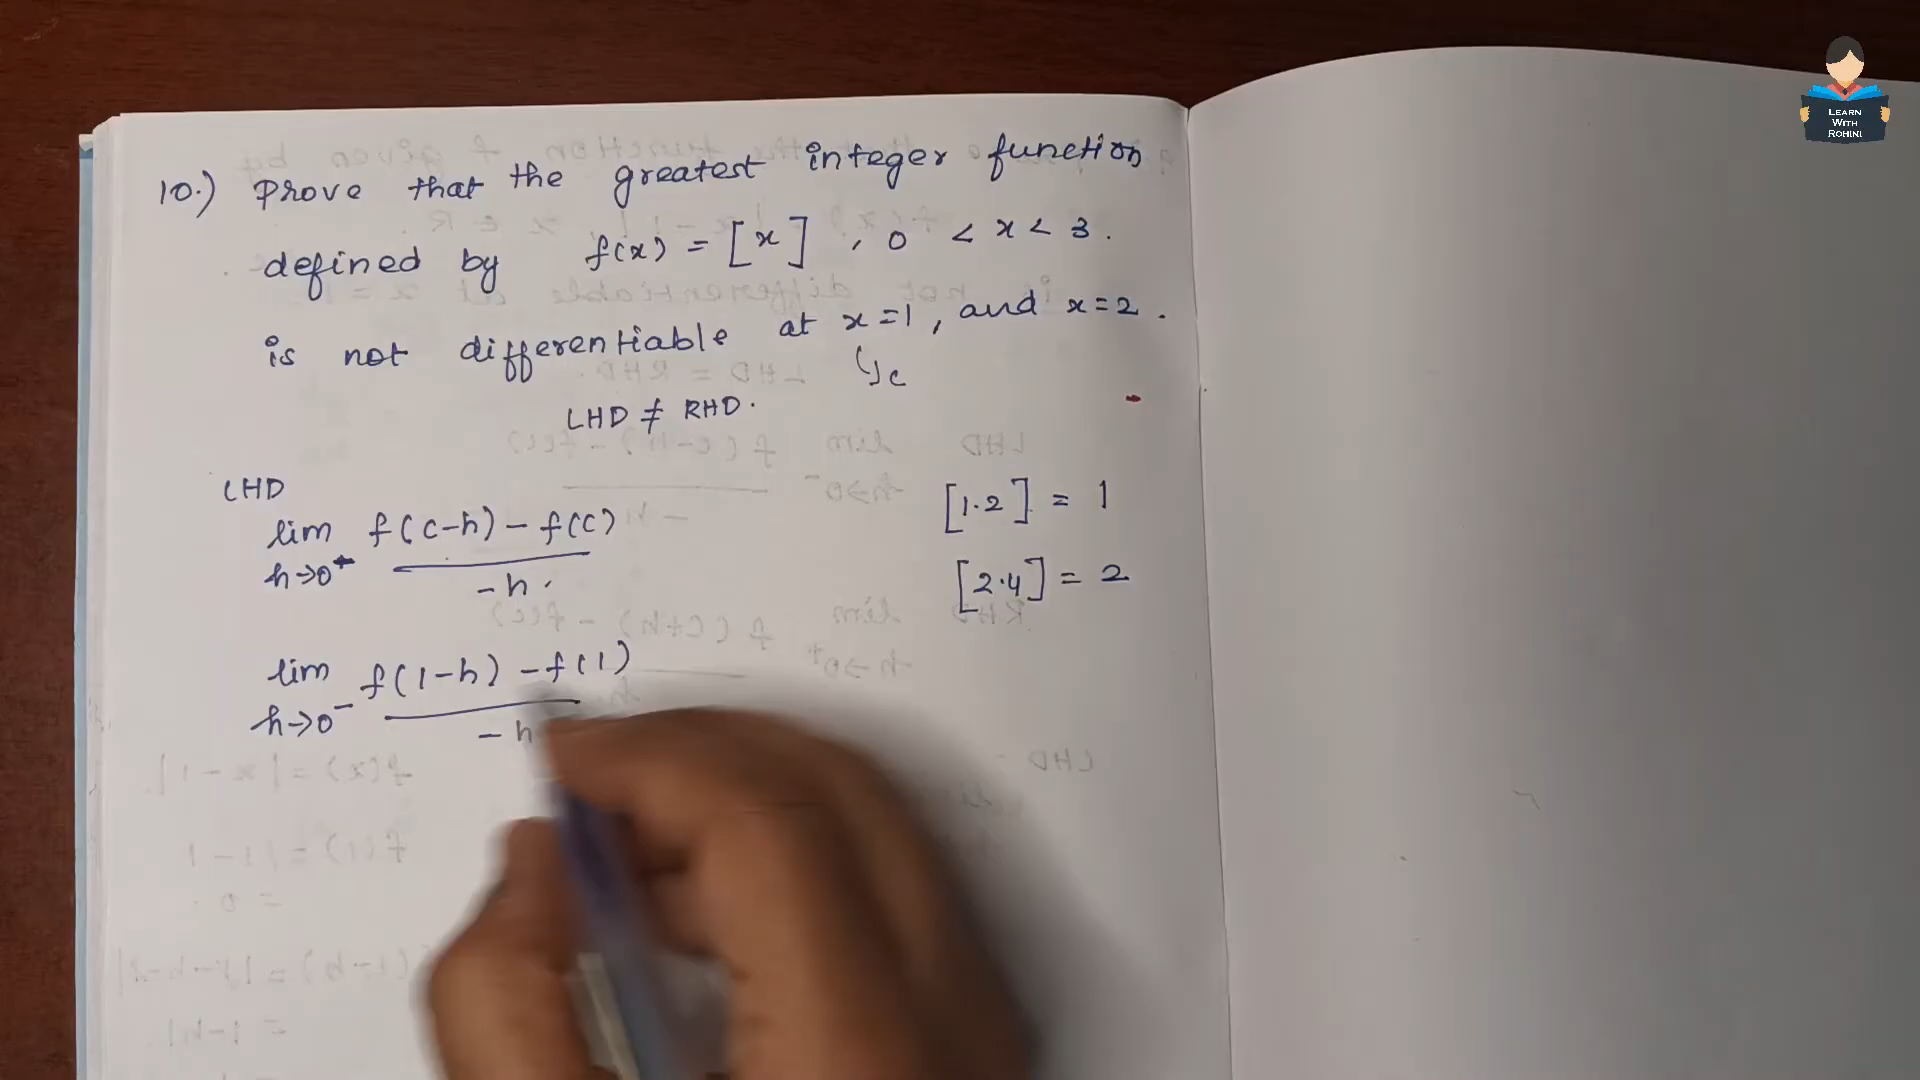 10.) Prove that the greatest integer function
defined by f(x) = [x] , 0 < x < 3 .
is not differentiable at x=1, and x=2 .
↳ c
LHD ≠ RHD.
LHD
lim f(c-h) - f(c)
h→0⁻ -h .
[1.2] = 1
[2.4] = 2
lim f(1-h) - f(1)
h→0⁻ -h
LEARN
WITH
ROHINI